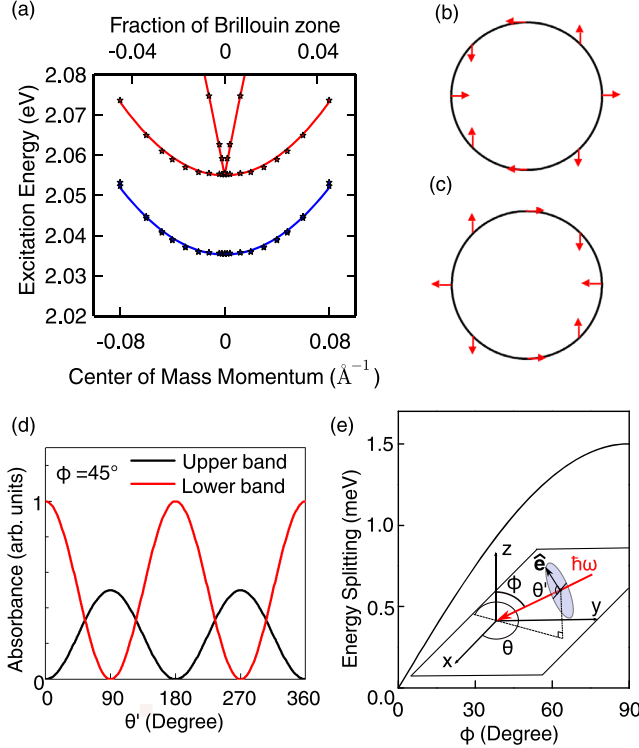 (a)
Fraction of Brillouin zone
-0.04 0 0.04
2.08
2.07
2.06
2.05
2.04
2.03
2.02
Excitation Energy (eV)
-0.08 0 0.08
Center of Mass Momentum (Å⁻¹)
(b)
(c)
(d)
ϕ =45°
Upper band
Lower band
Absorbance (arb. units)
1
0
0 90 180 270 360
θ' (Degree)
(e)
Energy Splitting (meV)
1.5
1.0
0.5
0.0
z
ê
ħω
ϕ
θ'
y
x
θ
0 30 60 90
ϕ (Degree)